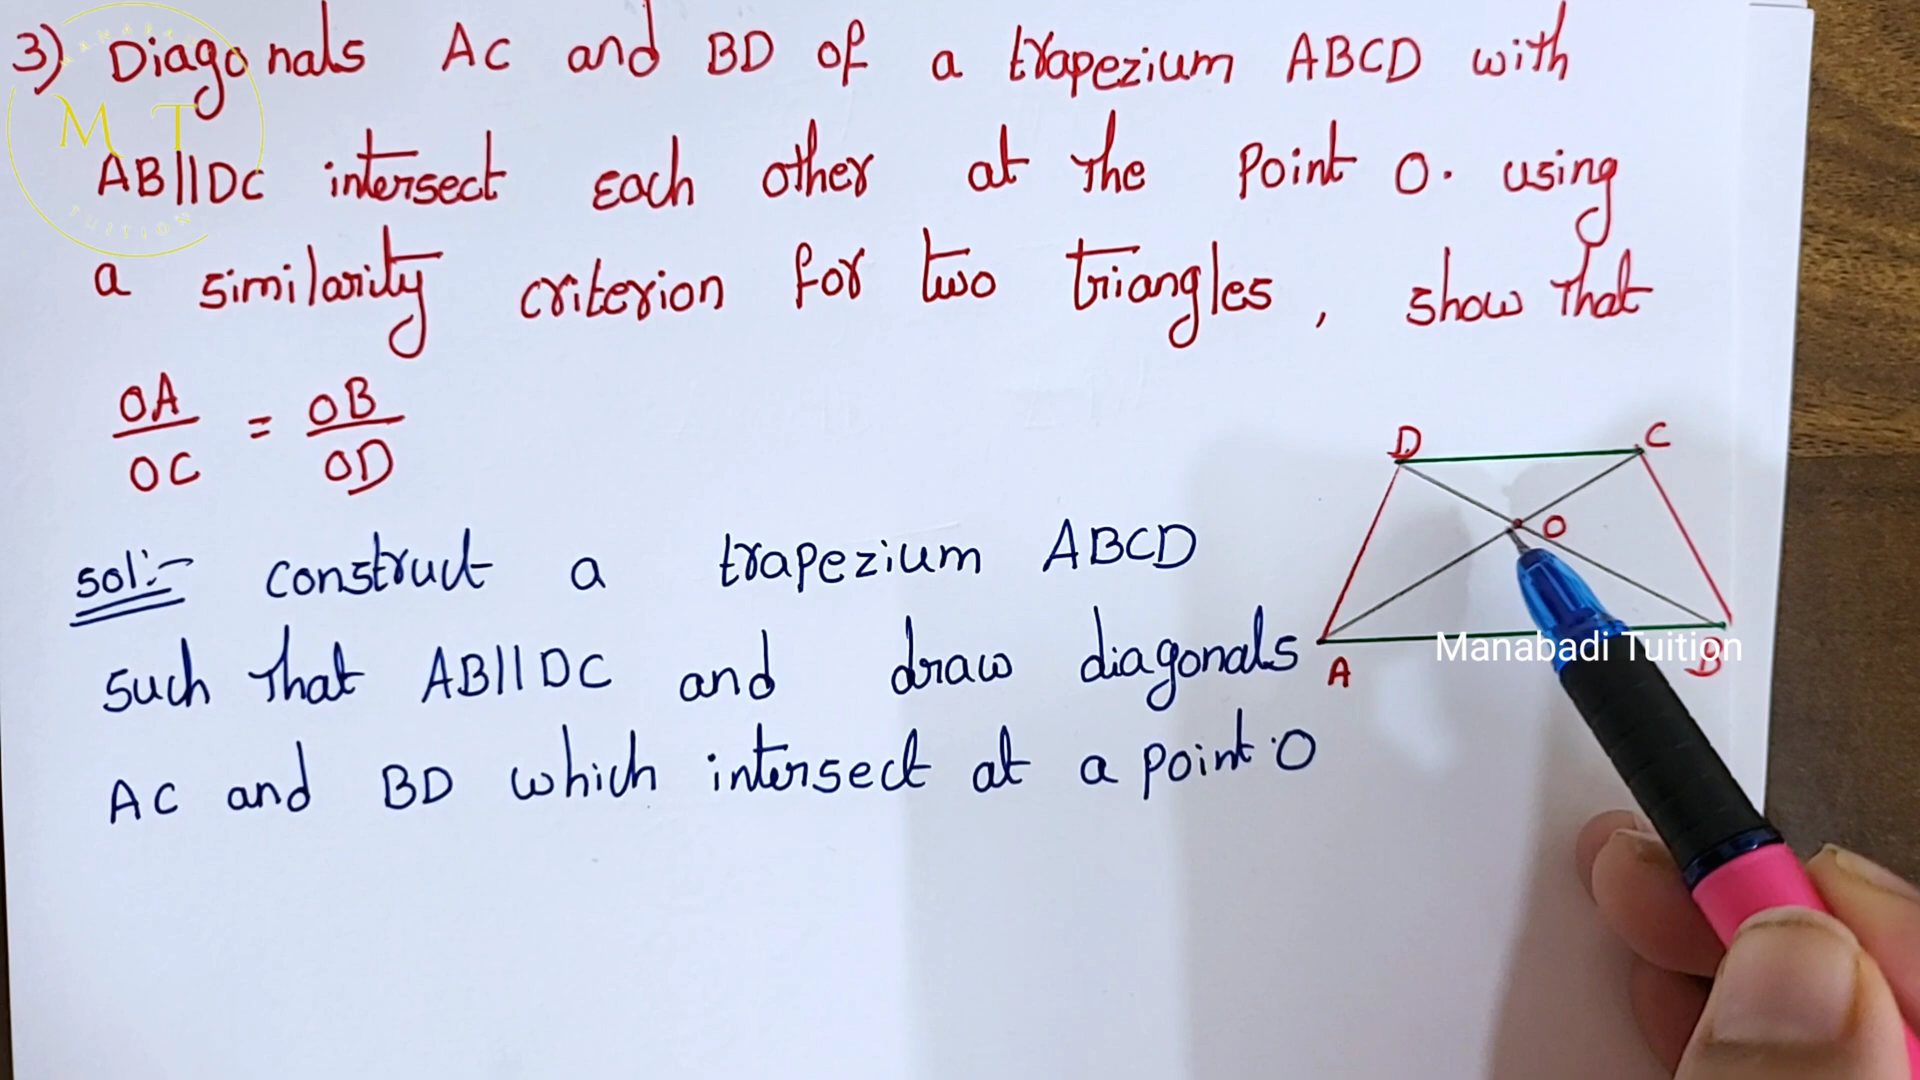 3) Diagonals AC and BD of a trapezium ABCD with
AB||DC intersect each other at the Point O. using
a similarity criterion for two triangles, show that
OA/OC = OB/OD
Sol:- construct a trapezium ABCD
such that AB||DC and draw diagonals
AC and BD which intersect at a point O
D C
O
A B
M T
TUITION
Manabadi Tuition